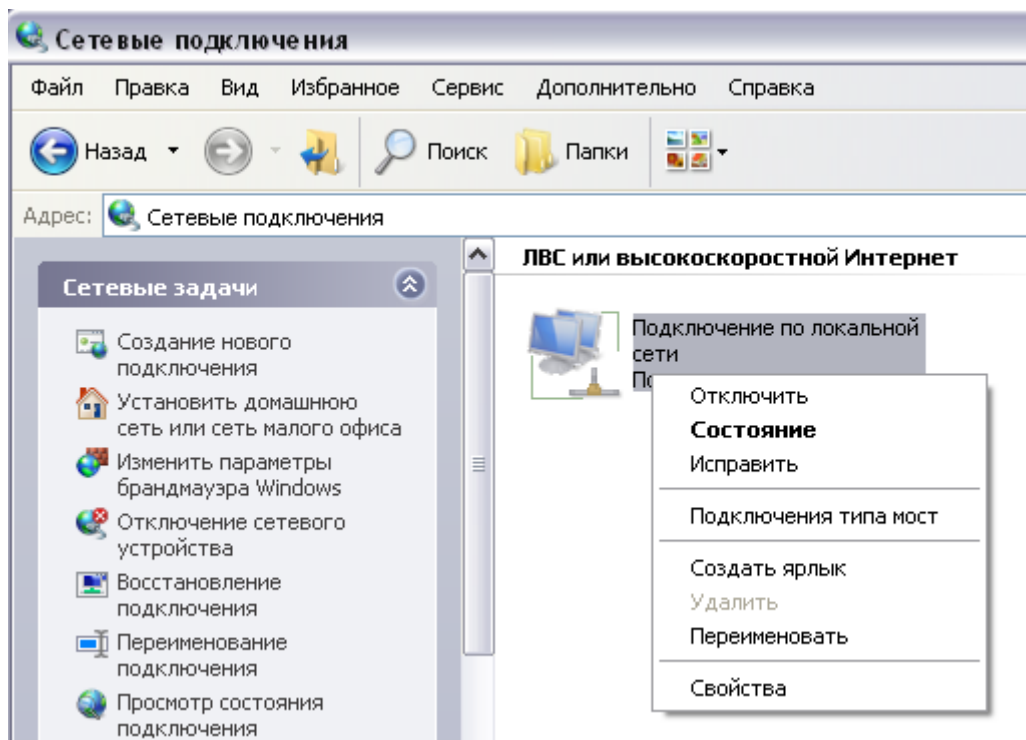 Сетевые подключения
Файл Правка Вид Избранное Сервис Дополнительно Справка
Назад Поиск Папки
Адрес: Сетевые подключения
Сетевые задачи
Создание нового
подключения
Установить домашнюю
сеть или сеть малого офиса
Изменить параметры
брандмауэра Windows
Отключение сетевого
устройства
Восстановление
подключения
Переименование
подключения
Просмотр состояния
подключения
ЛВС или высокоскоростной Интернет
Подключение по локальной
сети
Отключить
Состояние
Исправить
Подключения типа мост
Создать ярлык
Удалить
Переименовать
Свойства